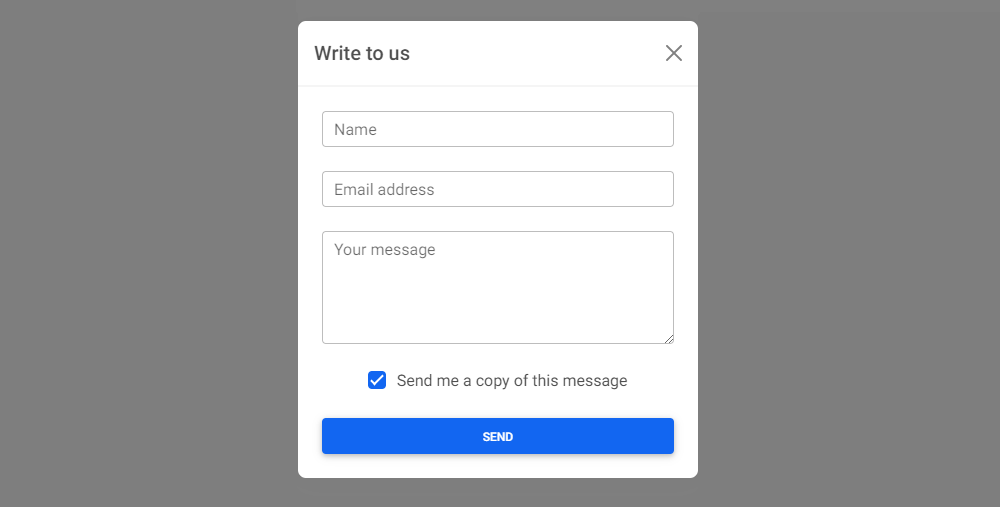 Write to us
Name
Email address
Your message
Send me a copy of this message
SEND